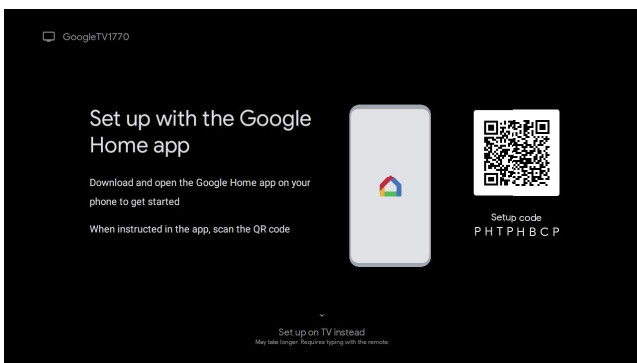 GoogleTV1770
Set up with the Google
Home app
Download and open the Google Home app on your
phone to get started
When instructed in the app, scan the QR code
Setup code
PHTPHBCP
Set up on TV instead
May take longer. Requires typing with the remote.